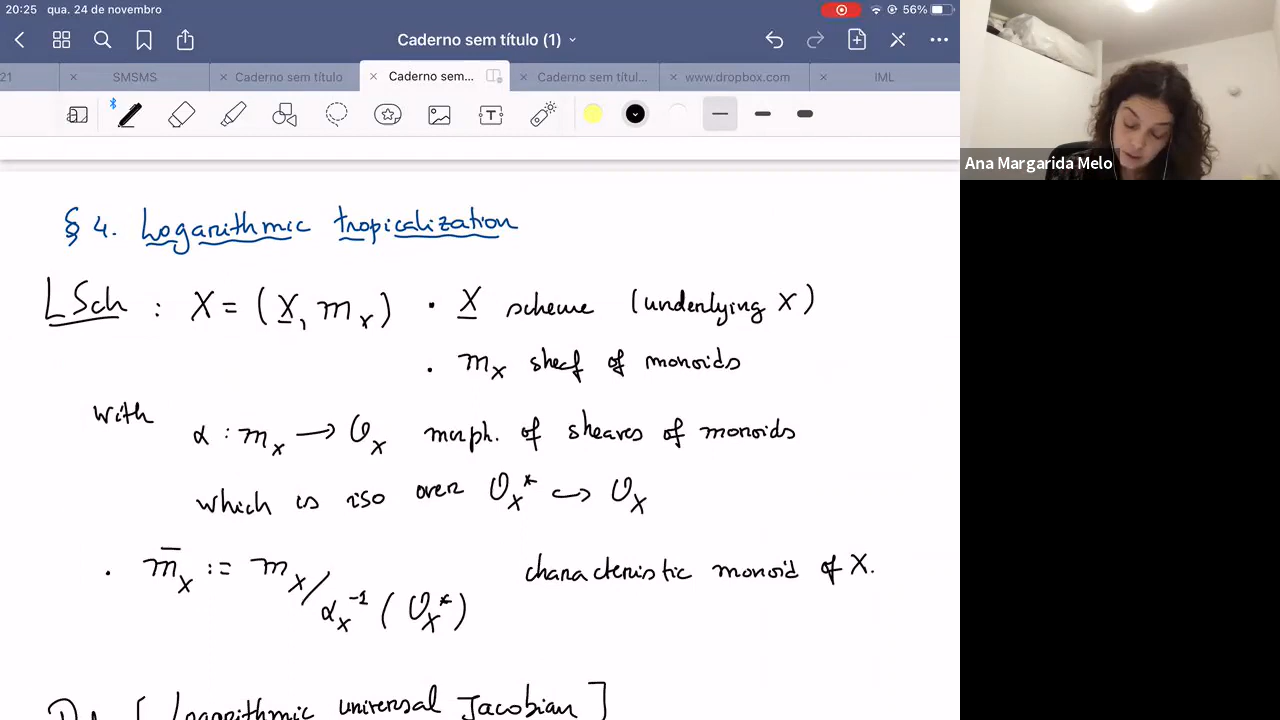 20:25 qua. 24 de novembro
56%
Caderno sem título (1)
21
SMSMS
Caderno sem título
Caderno sem...
Caderno sem títul...
www.dropbox.com
IML
Ana Margarida Melo
§ 4. Logarithmic tropicalization
LSch : X = (X̲, m_X) · X̲ scheme (underlying X)
· m_X sheaf of monoids
with
α : m_X → O_X morph. of sheaves of monoids
which is iso over O_X^* ↪ O_X
· m̄_X := m_X / α_X^{-1} (O_X^*) characteristic monoid of X.
[Logarithmic universal Jacobian]